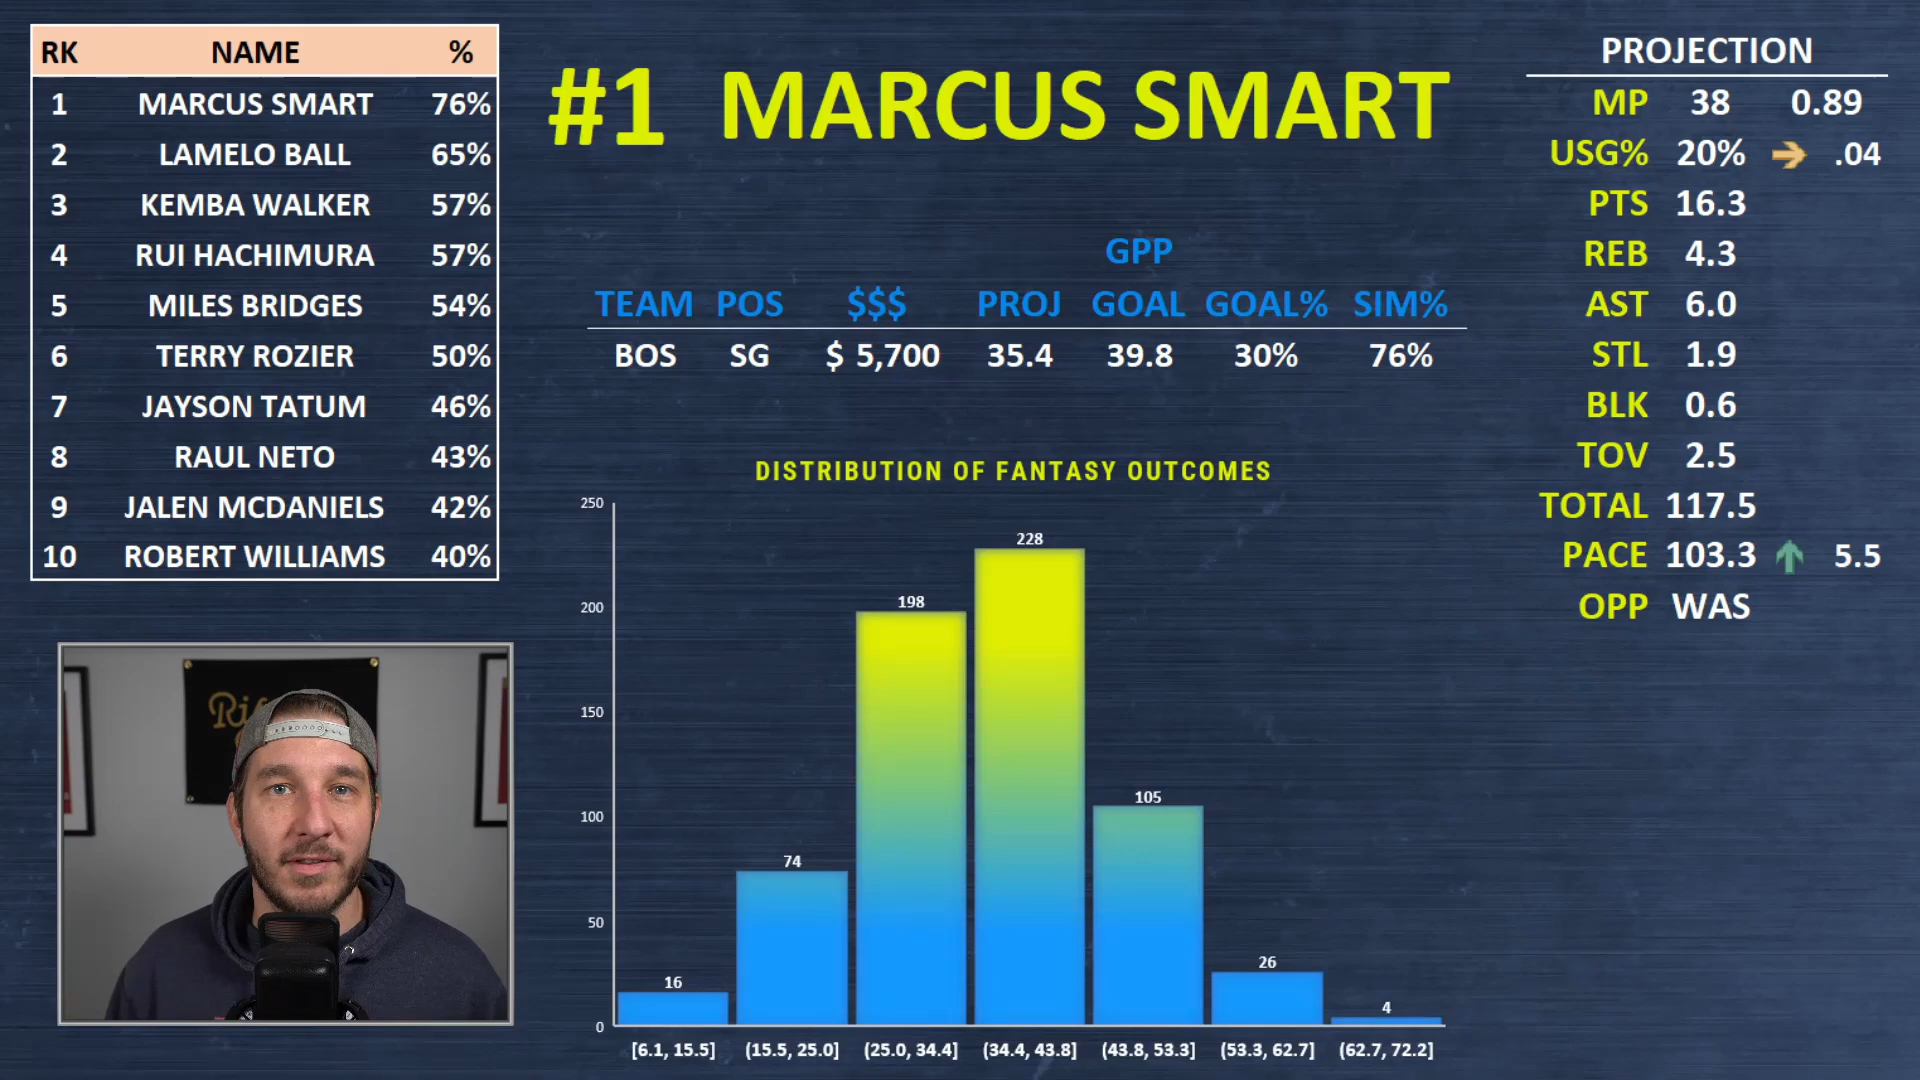 RK NAME %
1 MARCUS SMART 76%
2 LAMELO BALL 65%
3 KEMBA WALKER 57%
4 RUI HACHIMURA 57%
5 MILES BRIDGES 54%
6 TERRY ROZIER 50%
7 JAYSON TATUM 46%
8 RAUL NETO 43%
9 JALEN MCDANIELS 42%
10 ROBERT WILLIAMS 40%
#1 MARCUS SMART
GPP
TEAM POS $$$ PROJ GOAL GOAL% SIM%
BOS SG $ 5,700 35.4 39.8 30% 76%
DISTRIBUTION OF FANTASY OUTCOMES
250
200
150
100
50
0
16
74
198
228
105
26
4
[6.1, 15.5] (15.5, 25.0] (25.0, 34.4] (34.4, 43.8] (43.8, 53.3] (53.3, 62.7] (62.7, 72.2]
PROJECTION
MP 38 0.89
USG% 20% .04
PTS 16.3
REB 4.3
AST 6.0
STL 1.9
BLK 0.6
TOV 2.5
TOTAL 117.5
PACE 103.3 5.5
OPP WAS